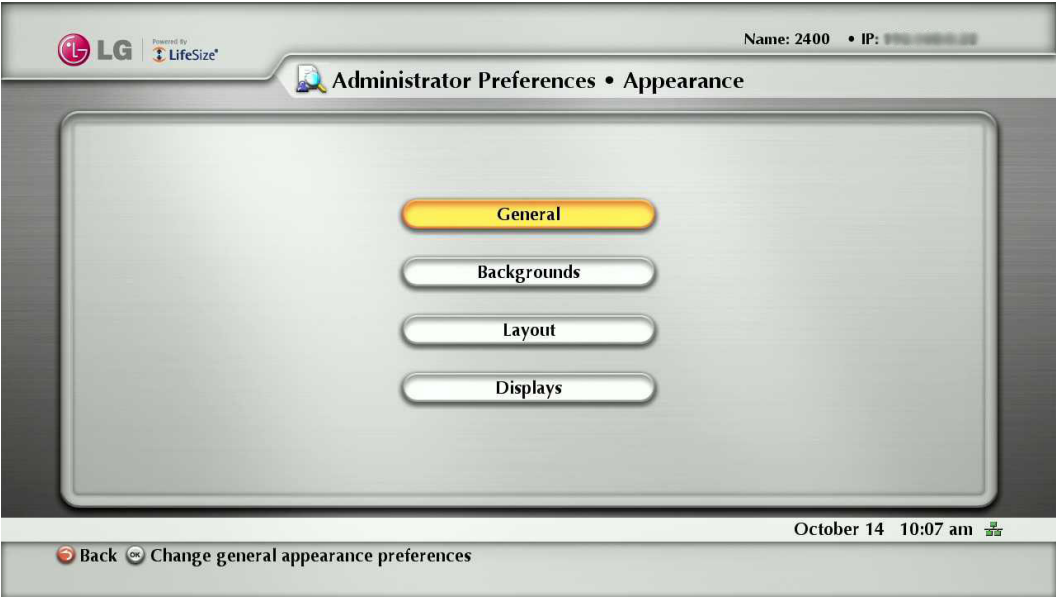 LG Powered By LifeSize
Name: 2400 • IP:
Administrator Preferences • Appearance
General
Backgrounds
Layout
Displays
October 14 10:07 am
Back OK Change general appearance preferences